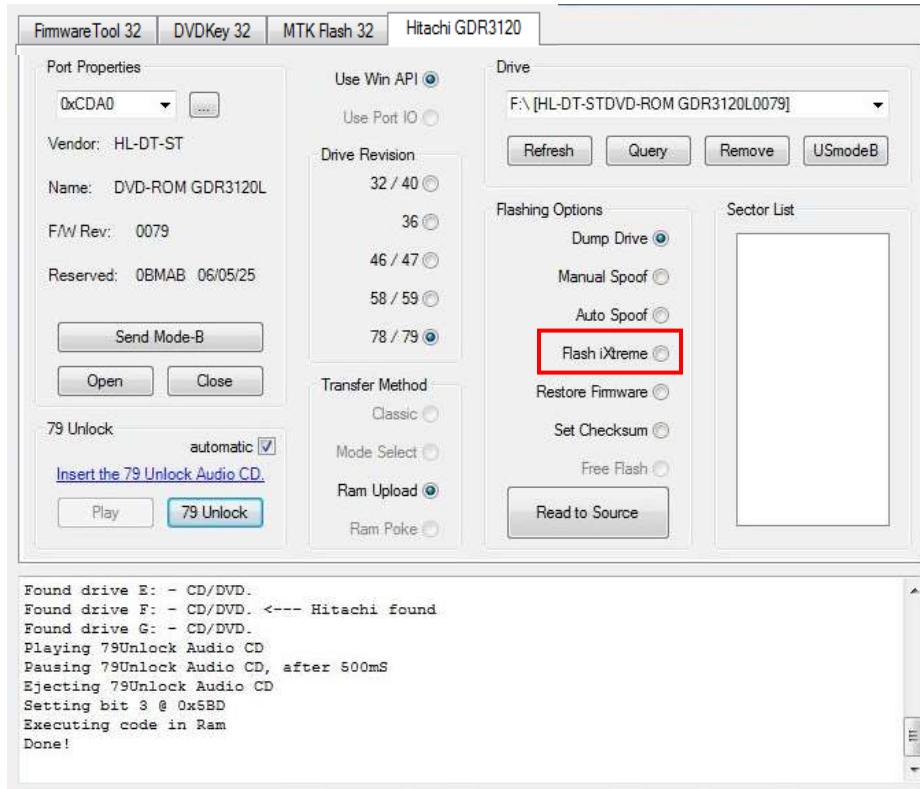 FirmwareTool 32 DVDKey 32 MTK Flash 32 Hitachi GDR3120
Port Properties
0xCDA0 ...
Vendor: HL-DT-ST
Name: DVD-ROM GDR3120L
F/W Rev: 0079
Reserved: 0BMAB 06/05/25
Send Mode-B
Open Close
79 Unlock
automatic
Insert the 79 Unlock Audio CD.
Play 79 Unlock
Use Win API
Use Port IO
Drive Revision
32 / 40
36
46 / 47
58 / 59
78 / 79
Transfer Method
Classic
Mode Select
Ram Upload
Ram Poke
Drive
F:\ [HL-DT-STDVD-ROM GDR3120L0079]
Refresh Query Remove USmodeB
Flashing Options
Dump Drive
Manual Spoof
Auto Spoof
Flash iXtreme
Restore Firmware
Set Checksum
Free Flash
Read to Source
Sector List
Found drive E: - CD/DVD.
Found drive F: - CD/DVD. <--- Hitachi found
Found drive G: - CD/DVD.
Playing 79Unlock Audio CD
Pausing 79Unlock Audio CD, after 500mS
Ejecting 79Unlock Audio CD
Setting bit 3 @ 0x5BD
Executing code in Ram
Done!